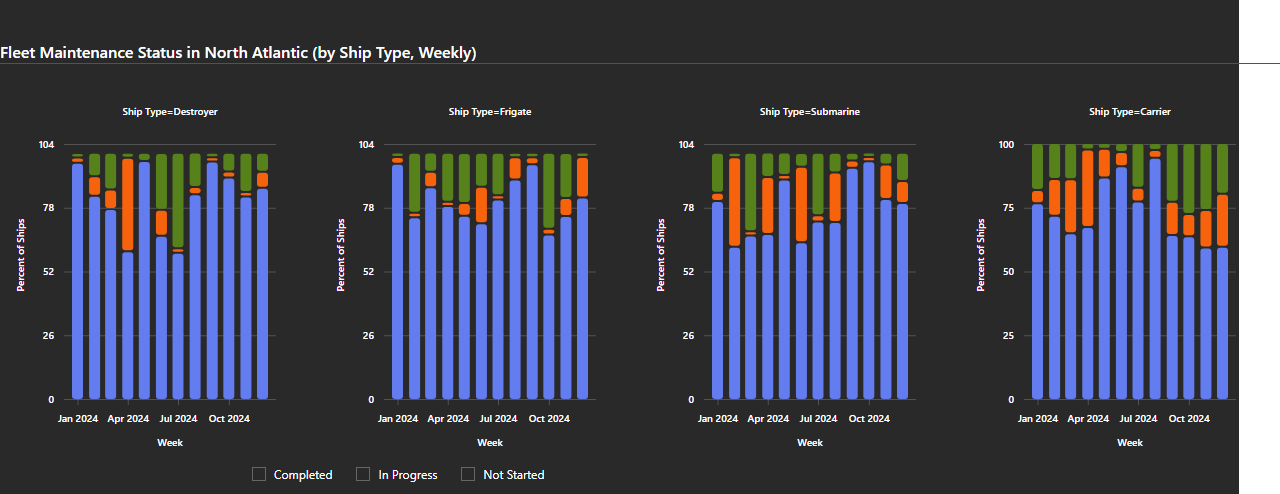 Fleet Maintenance Status in North Atlantic (by Ship Type, Weekly)
Ship Type=Destroyer
104
78
52
26
0
Percent of Ships
Jan 2024 Apr 2024 Jul 2024 Oct 2024
Week
Ship Type=Frigate
104
78
52
26
0
Percent of Ships
Jan 2024 Apr 2024 Jul 2024 Oct 2024
Week
Ship Type=Submarine
104
78
52
26
0
Percent of Ships
Jan 2024 Apr 2024 Jul 2024 Oct 2024
Week
Ship Type=Carrier
100
75
50
25
0
Percent of Ships
Jan 2024 Apr 2024 Jul 2024 Oct 2024
Week
Completed In Progress Not Started